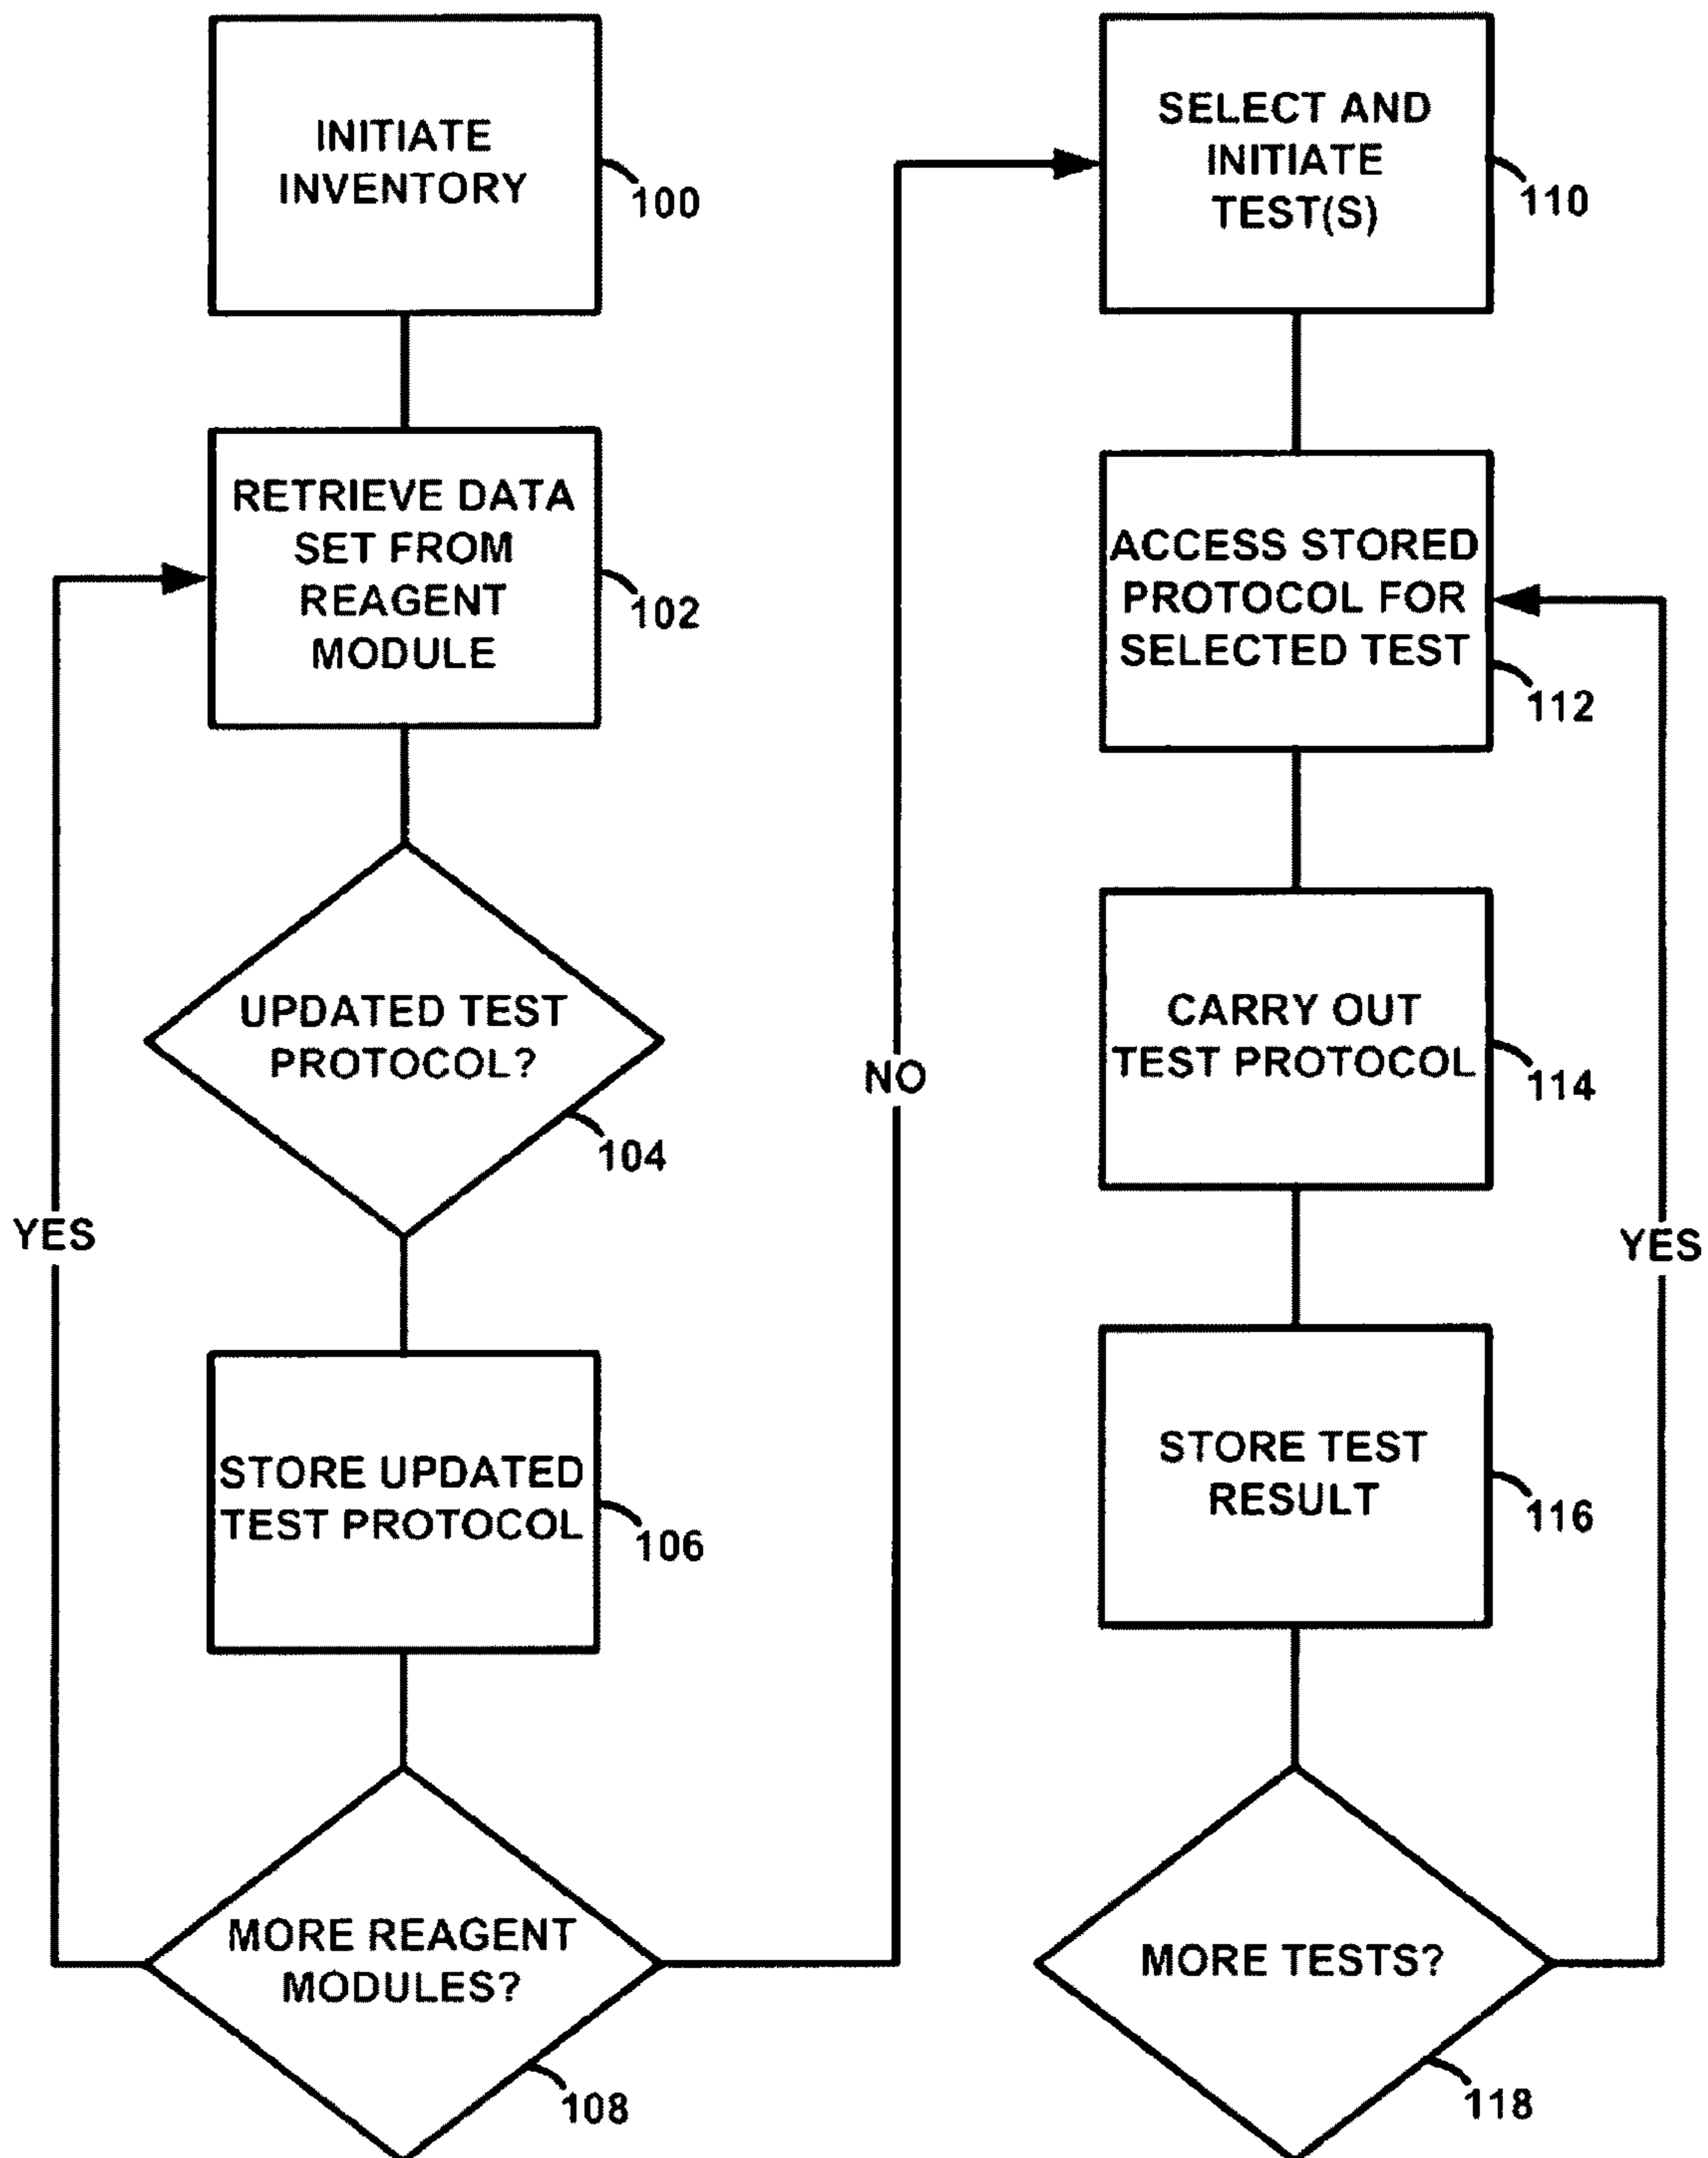 INITIATE
INVENTORY
100
RETRIEVE DATA
SET FROM
REAGENT
MODULE
102
UPDATED TEST
PROTOCOL?
104
YES
STORE UPDATED
TEST PROTOCOL
106
MORE REAGENT
MODULES?
108
NO
SELECT AND
INITIATE
TEST(S)
110
ACCESS STORED
PROTOCOL FOR
SELECTED TEST
112
CARRY OUT
TEST PROTOCOL
114
YES
STORE TEST
RESULT
116
MORE TESTS?
118